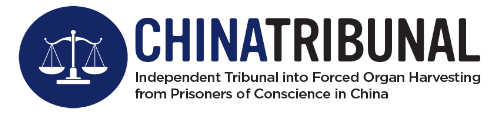 CHINATRIBUNAL
Independent Tribunal into Forced Organ Harvesting
from Prisoners of Conscience in China